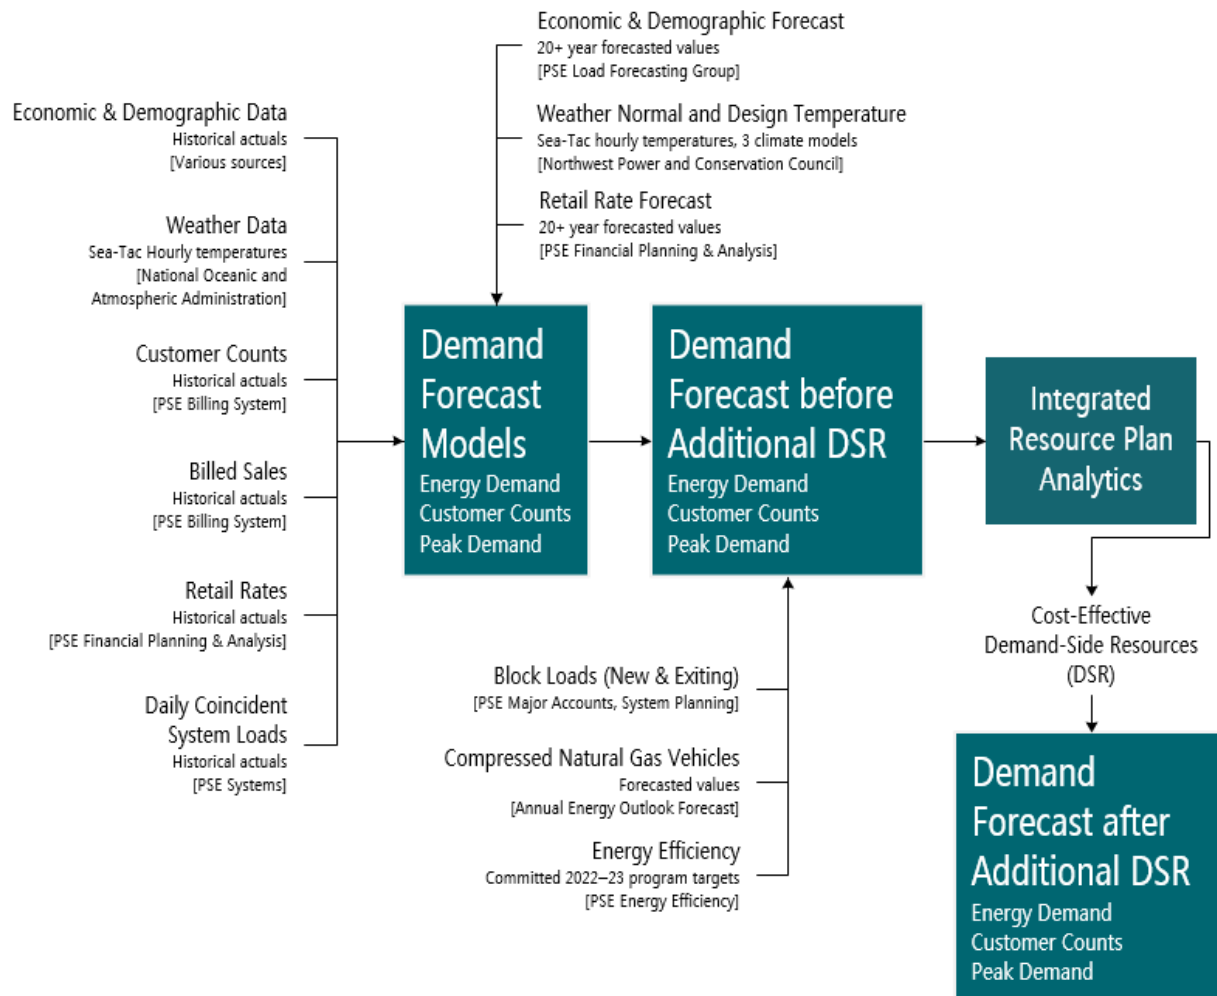 Economic & Demographic Forecast
20+ year forecasted values
[PSE Load Forecasting Group]
Weather Normal and Design Temperature
Sea-Tac hourly temperatures, 3 climate models
[Northwest Power and Conservation Council]
Retail Rate Forecast
20+ year forecasted values
[PSE Financial Planning & Analysis]
Economic & Demographic Data
Historical actuals
[Various sources]
Weather Data
Sea-Tac Hourly temperatures
[National Oceanic and
Atmospheric Administration]
Customer Counts
Historical actuals
[PSE Billing System]
Billed Sales
Historical actuals
[PSE Billing System]
Retail Rates
Historical actuals
[PSE Financial Planning & Analysis]
Daily Coincident
System Loads
Historical actuals
[PSE Systems]
Demand
Forecast
Models
Energy Demand
Customer Counts
Peak Demand
Demand
Forecast before
Additional DSR
Energy Demand
Customer Counts
Peak Demand
Block Loads (New & Exiting)
[PSE Major Accounts, System Planning]
Compressed Natural Gas Vehicles
Forecasted values
[Annual Energy Outlook Forecast]
Energy Efficiency
Committed 2022–23 program targets
[PSE Energy Efficiency]
Integrated
Resource Plan
Analytics
Cost-Effective
Demand-Side Resources
(DSR)
Demand
Forecast after
Additional DSR
Energy Demand
Customer Counts
Peak Demand